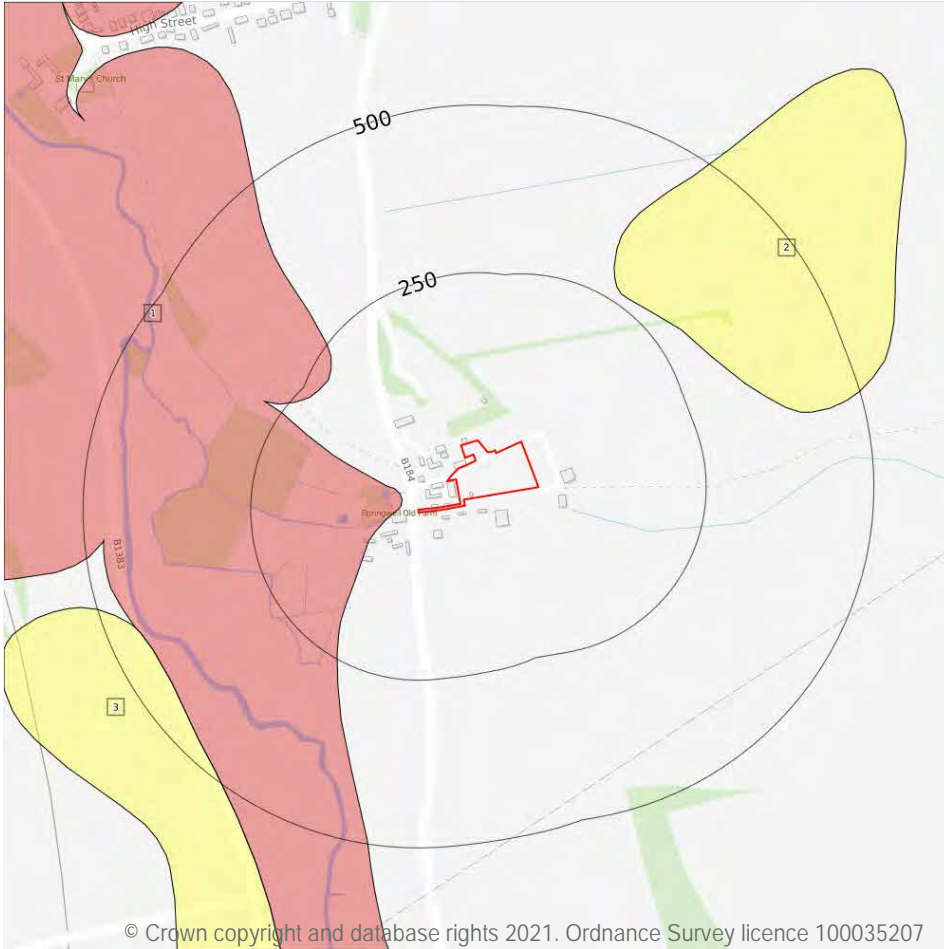 High Street
St Mary's Church
500
2
250
1
B184
Springwell Old Farm
B1383
3
© Crown copyright and database rights 2021. Ordnance Survey licence 100035207